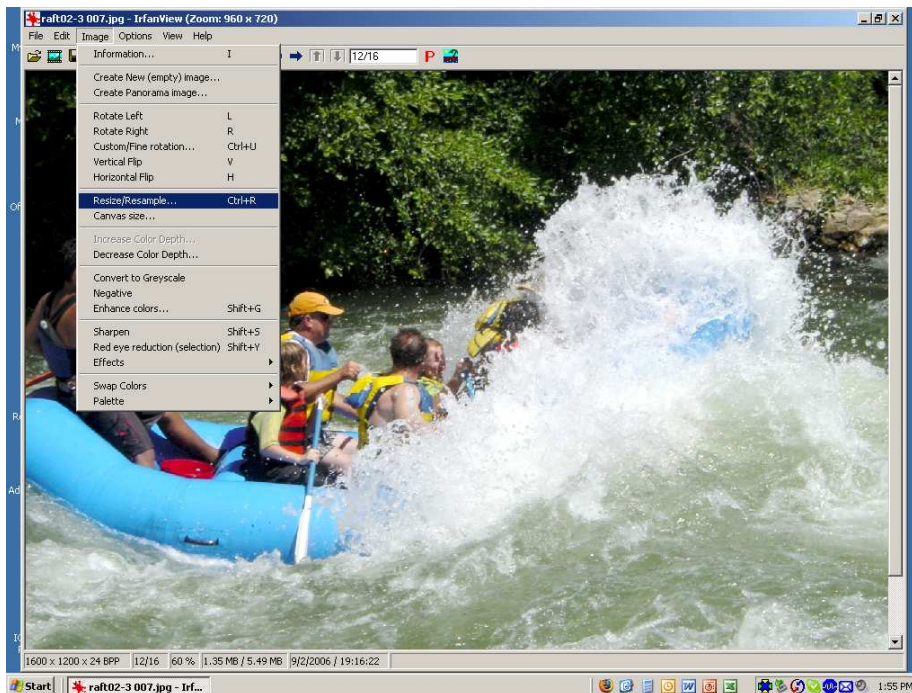 raft02-3 007.jpg - IrfanView (Zoom: 960 x 720)
File Edit Image Options View Help
12/16 P
Information... I
Create New (empty) image...
Create Panorama image...
Rotate Left L
Rotate Right R
Custom/Fine rotation... Ctrl+U
Vertical Flip V
Horizontal Flip H
Resize/Resample... Ctrl+R
Canvas size...
Increase Color Depth...
Decrease Color Depth...
Convert to Greyscale
Negative
Enhance colors... Shift+G
Sharpen Shift+S
Red eye reduction (selection) Shift+Y
Effects
Swap Colors
Palette
1600 x 1200 x 24 BPP 12/16 60 % 1.35 MB / 5.49 MB 9/2/2006 / 19:16:22
Start raft02-3 007.jpg - Irf... 1:55 PM